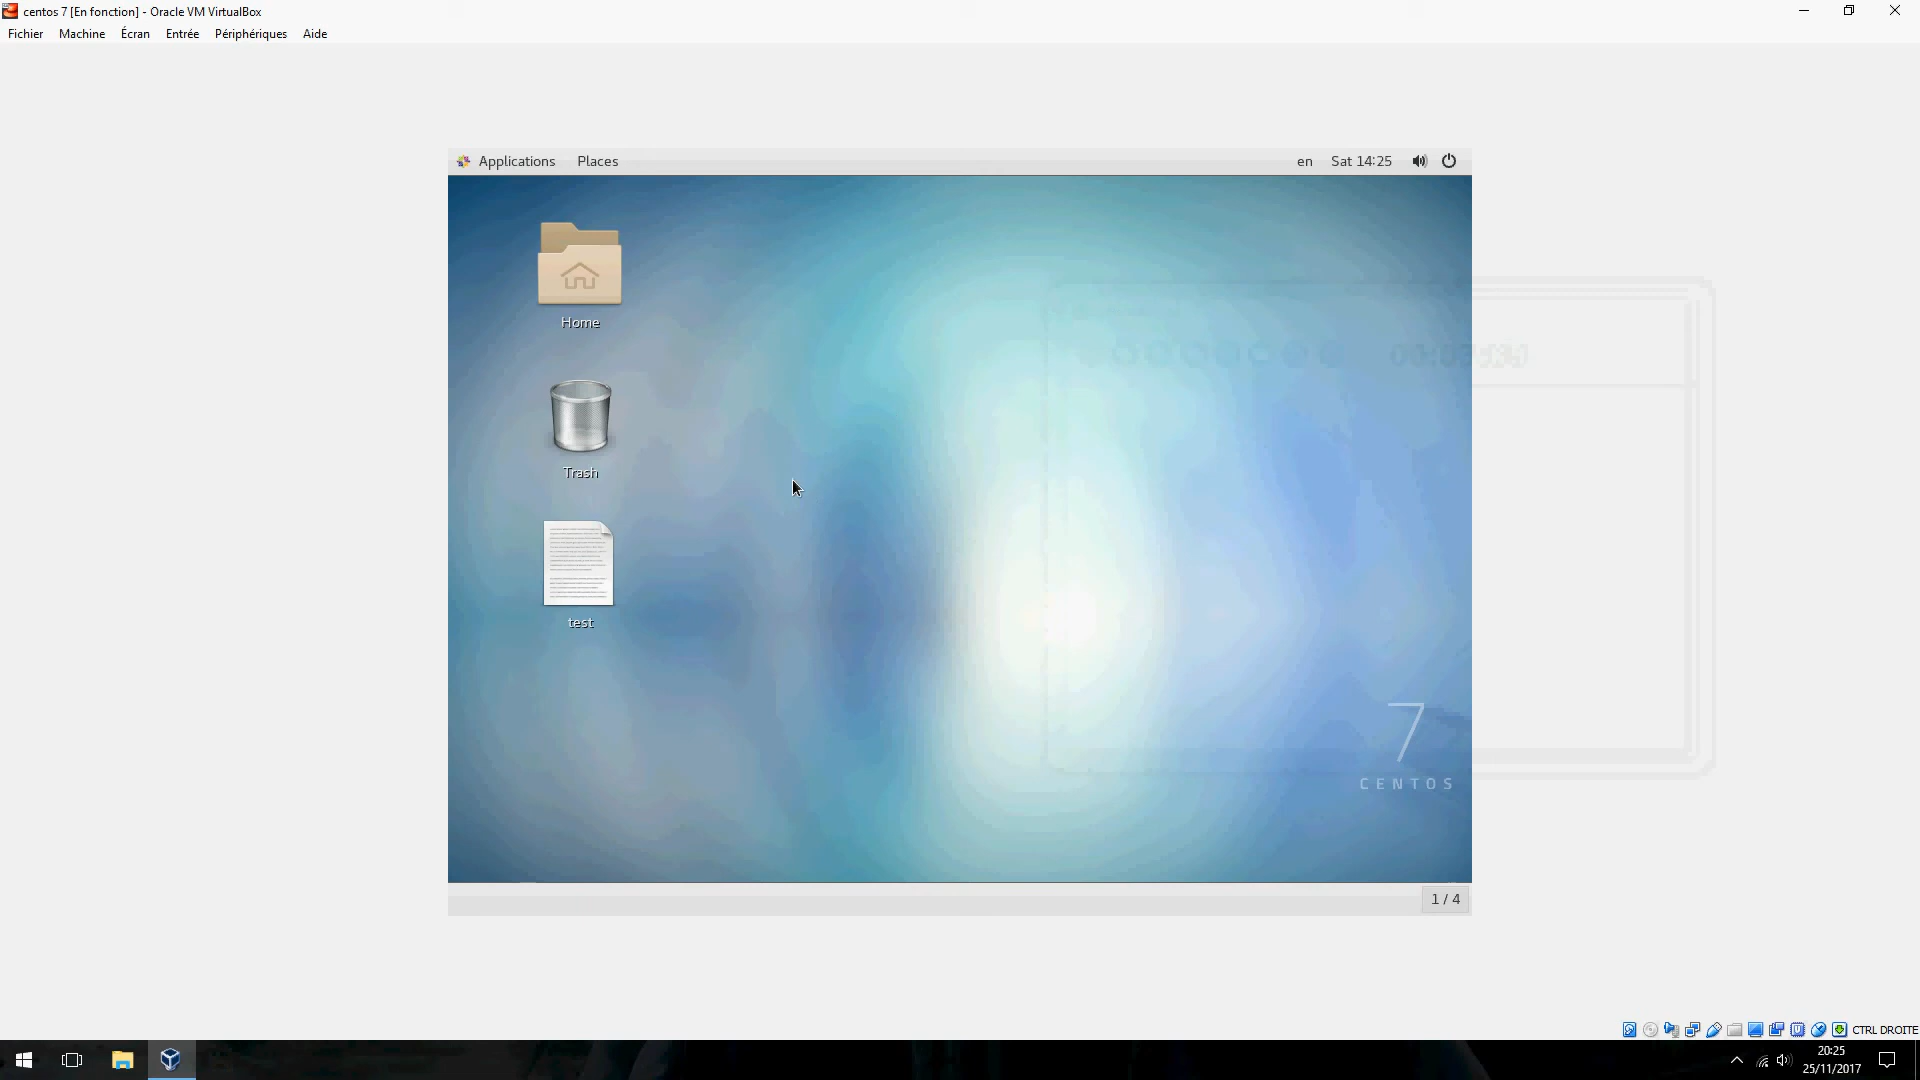 centos 7 [En fonction] - Oracle VM VirtualBox
Fichier Machine Écran Entrée Périphériques Aide
Applications Places en Sat 14:25
Home
Trash
test
7
CENTOS
1 / 4
CTRL DROITE
20:25
25/11/2017